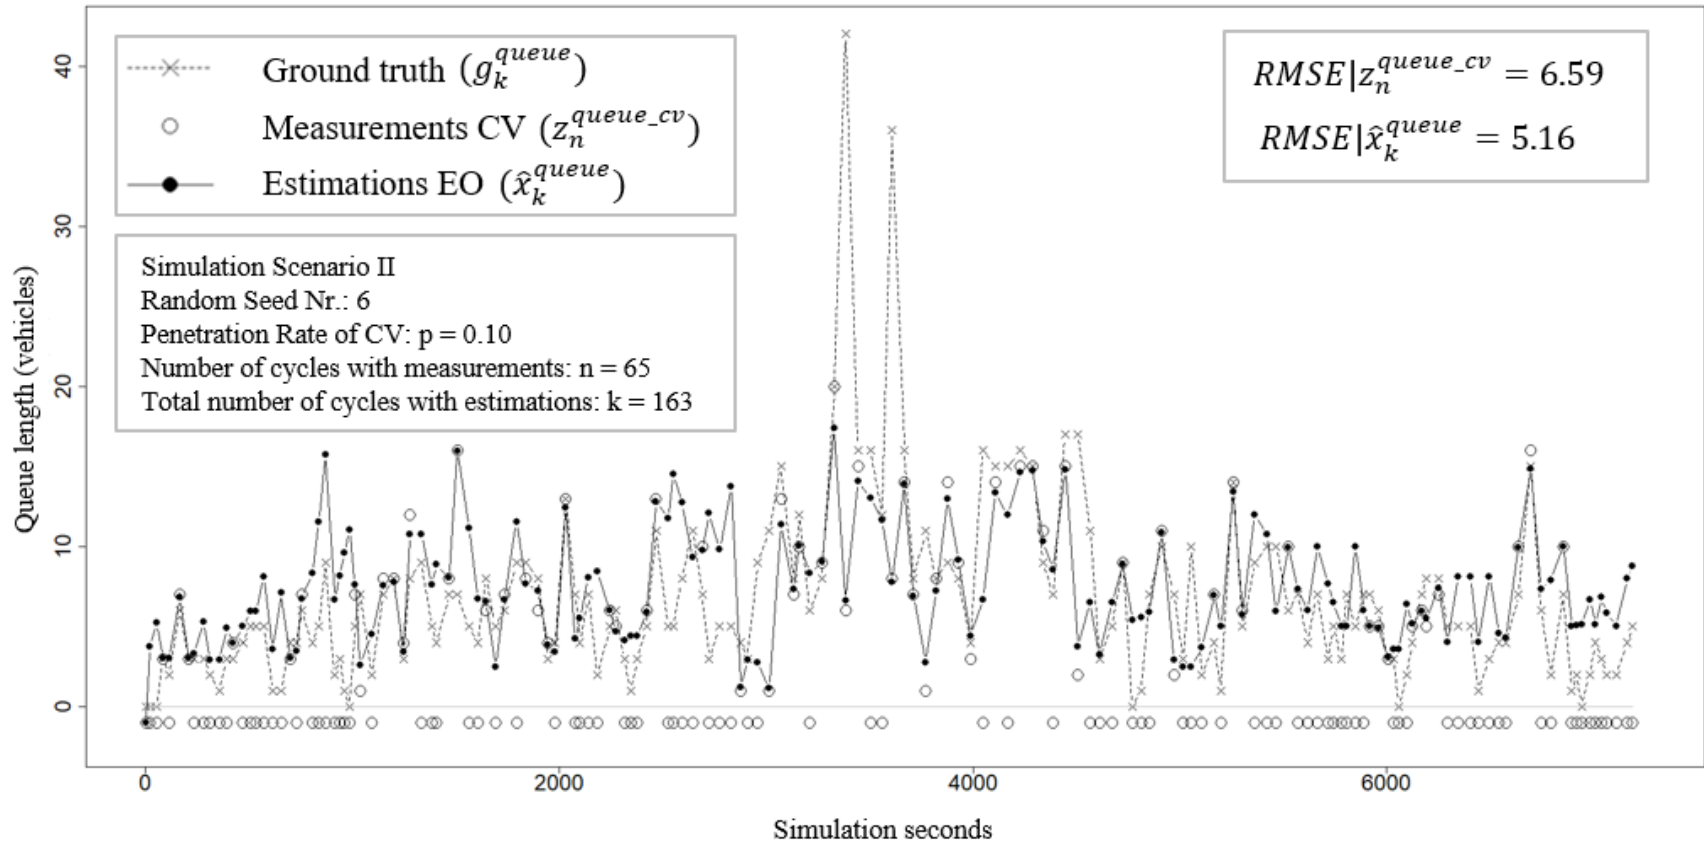 Ground truth (g_k^queue)
Measurements CV (z_n^queue_cv)
Estimations EO (x̂_k^queue)
RMSE|z_n^queue_cv = 6.59
RMSE|x̂_k^queue = 5.16
Simulation Scenario II
Random Seed Nr.: 6
Penetration Rate of CV: p = 0.10
Number of cycles with measurements: n = 65
Total number of cycles with estimations: k = 163
Queue length (vehicles)
40
30
20
10
0
0 2000 4000 6000
Simulation seconds